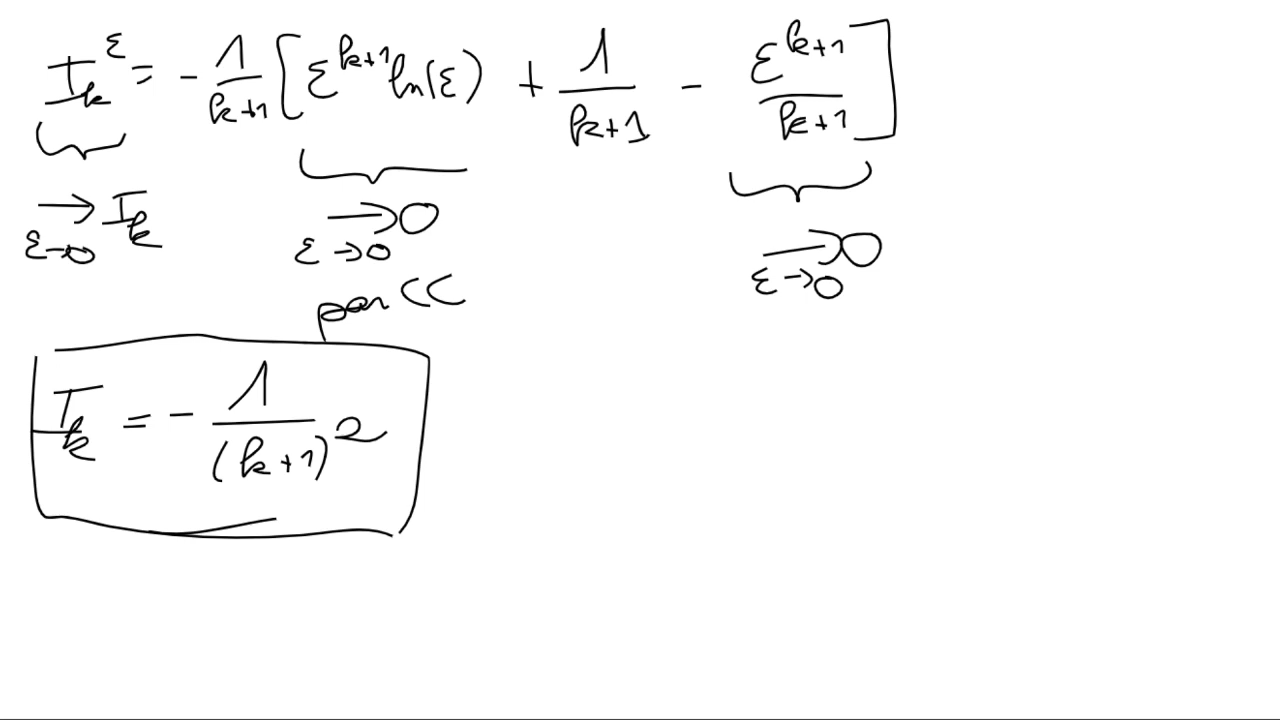 I_k^ε = - 1/(k+1) [ ε^(k+1) ln(ε) + 1/(k+1) - ε^(k+1)/(k+1) ]
→ I_k →0 →0
ε→0 ε→0 ε→0
par CC
I_k = - 1/(k+1)^2